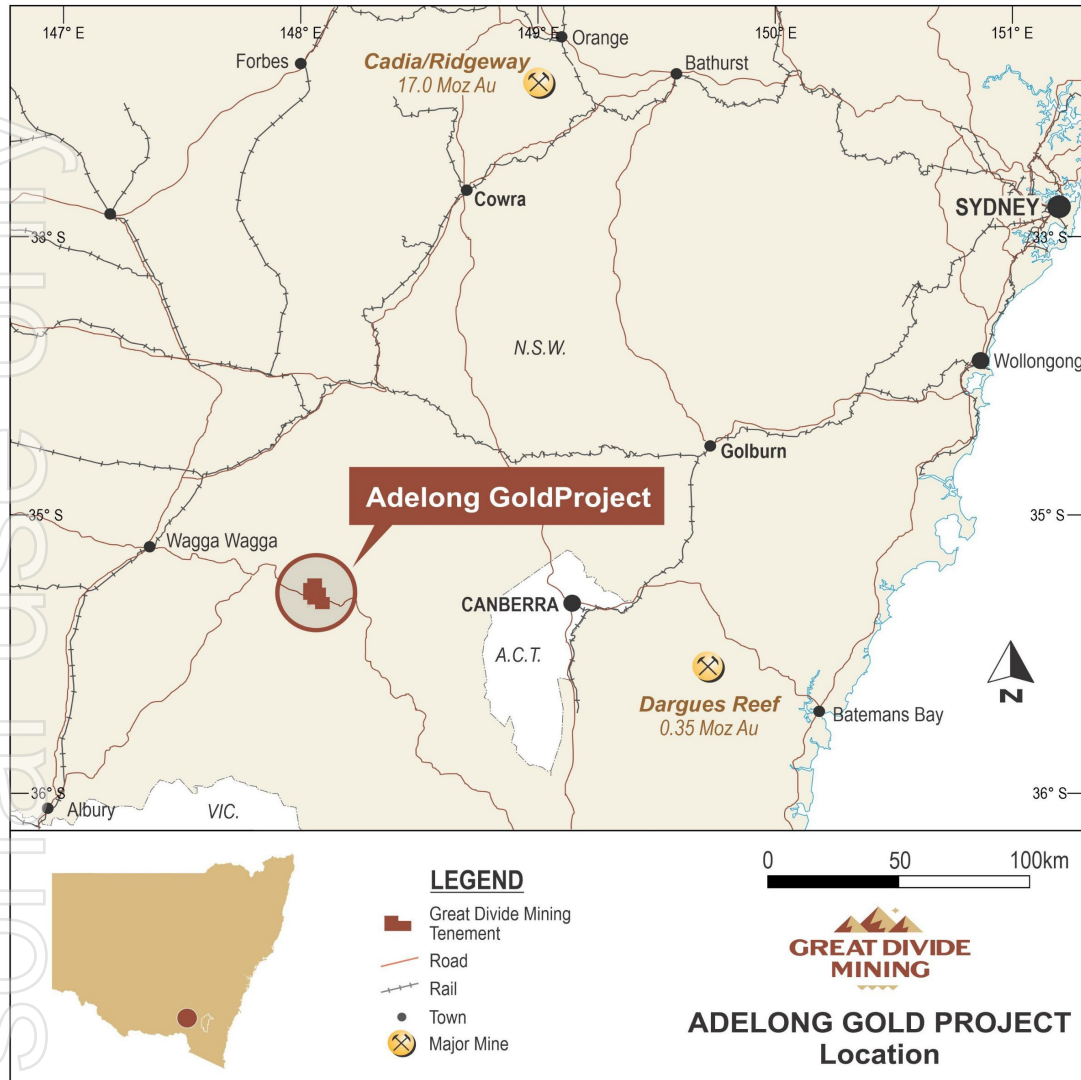 147° E
148° E
149° E
150° E
151° E
Orange
Forbes
Cadia/Ridgeway
17.0 Moz Au
Bathurst
Cowra
SYDNEY
33° S
33° S
N.S.W.
Wollongong
Golburn
Adelong GoldProject
35° S
35° S
Wagga Wagga
CANBERRA
A.C.T.
Dargues Reef
0.35 Moz Au
N
Batemans Bay
36° S
36° S
Albury
VIC.
LEGEND
Great Divide Mining
Tenement
Road
Rail
Town
Major Mine
0 50 100km
GREAT DIVIDE
MINING
ADELONG GOLD PROJECT
Location
sonal use only